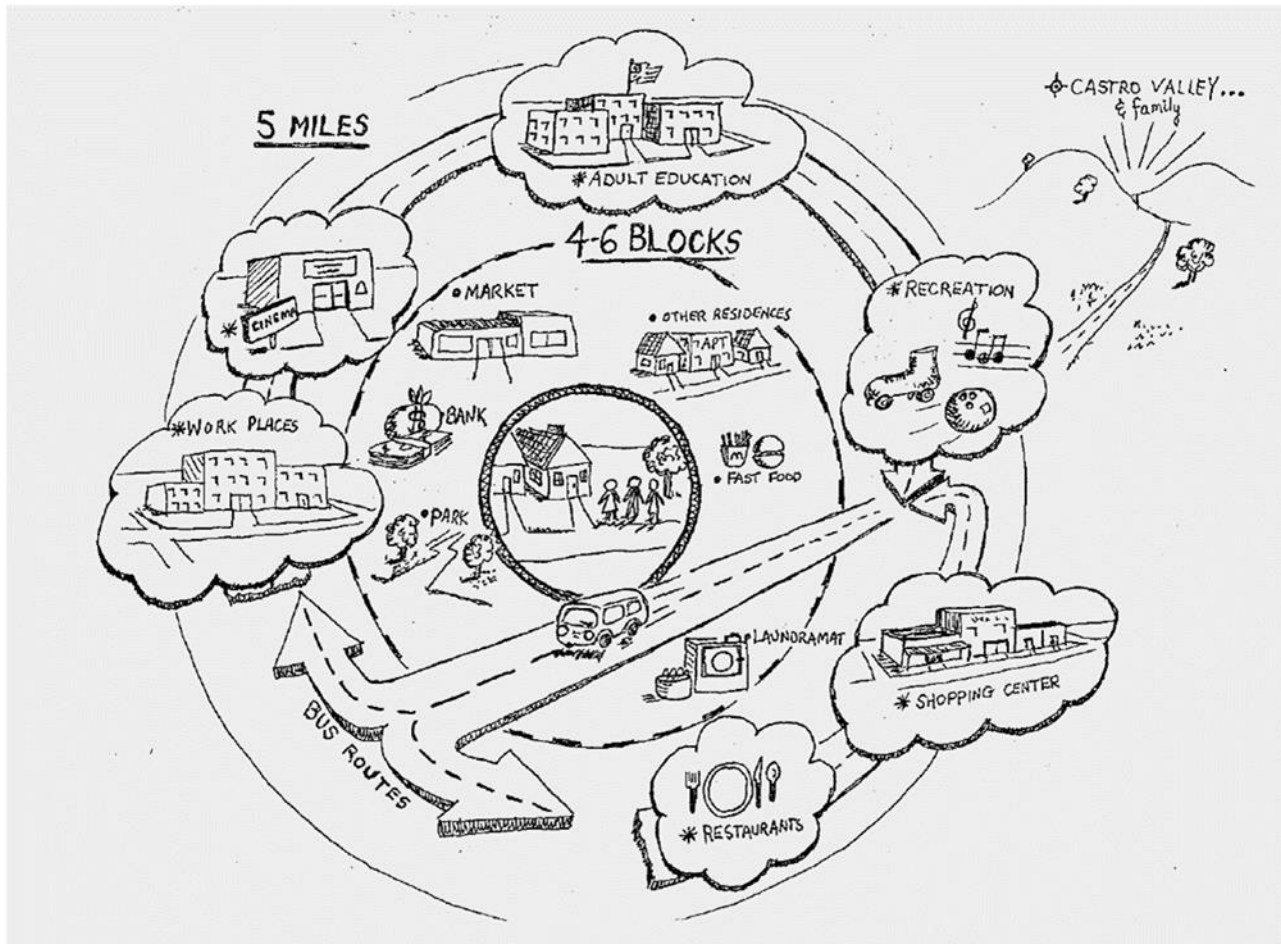 5 MILES
CASTRO VALLEY...
& family
* ADULT EDUCATION
4-6 BLOCKS
CINEMA
*
• MARKET
• OTHER RESIDENCES
APT
* RECREATION
* WORK PLACES
$
• BANK
M
• FAST FOOD
• PARK
• LAUNDRAMAT
* SHOPPING CENTER
BUS ROUTES
* RESTAURANTS